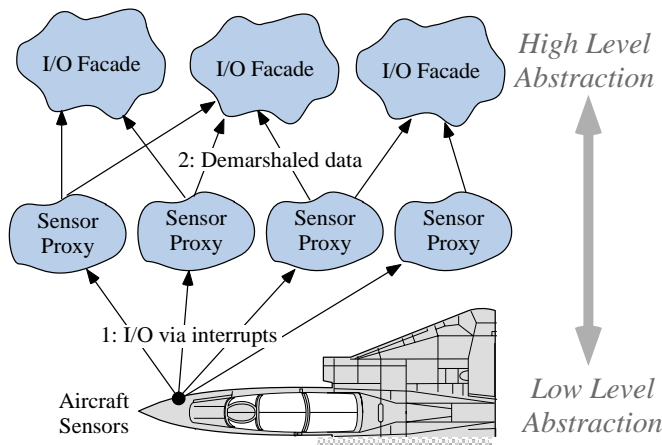 I/O Facade
I/O Facade
I/O Facade
High Level
Abstraction
2: Demarshaled data
Sensor
Proxy
Sensor
Proxy
Sensor
Proxy
Sensor
Proxy
1: I/O via interrupts
Aircraft
Sensors
Low Level
Abstraction